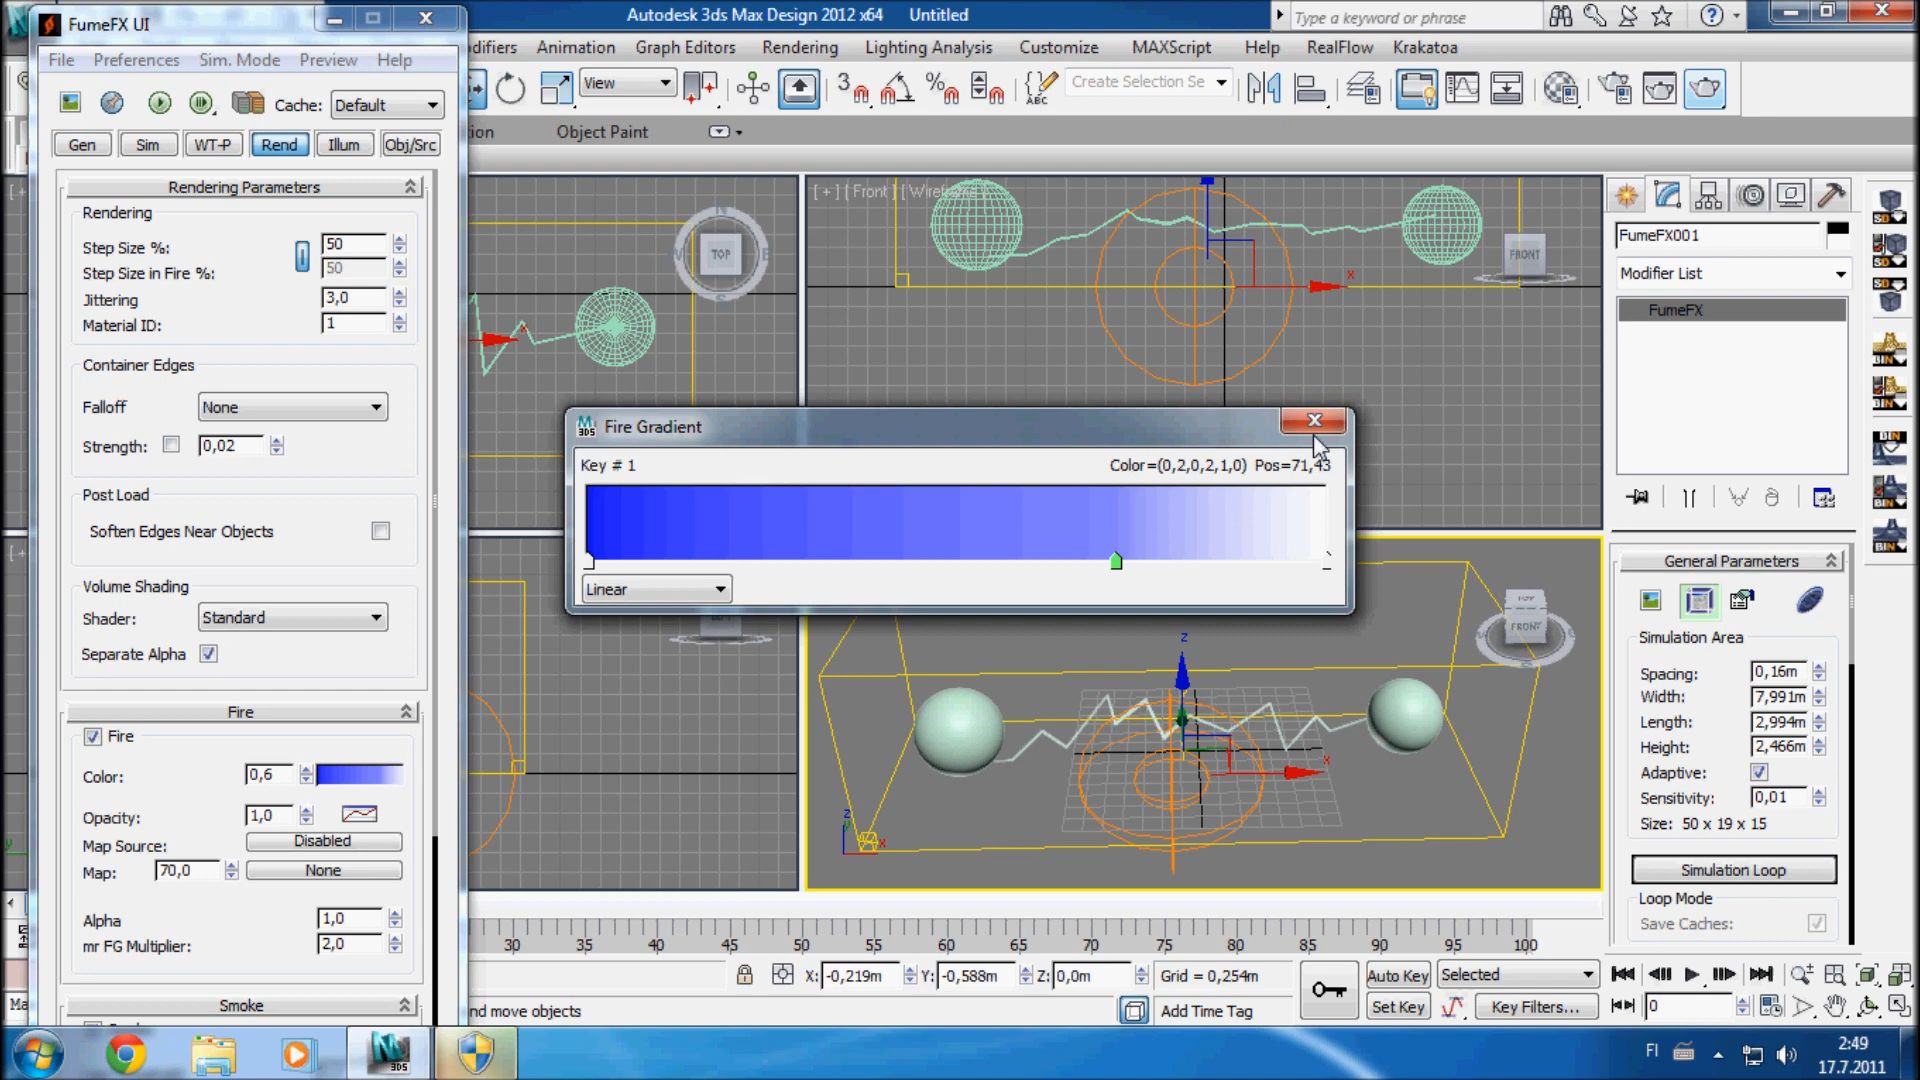 FumeFX UI
Autodesk 3ds Max Design 2012 x64 Untitled
Type a keyword or phrase
File Preferences Sim. Mode Preview Help
difiers Animation Graph Editors Rendering Lighting Analysis Customize MAXScript Help RealFlow Krakatoa
Cache: Default
View
3
ABC
Create Selection Se
Gen Sim WT-P Rend Illum Obj/Src
tion Object Paint
Rendering Parameters
Rendering
Step Size %: 50
Step Size in Fire %: 50
Jittering 3,0
Material ID: 1
Container Edges
Falloff None
Strength: 0,02
Post Load
Soften Edges Near Objects
Volume Shading
Shader: Standard
Separate Alpha
Fire
Fire
Color: 0,6
Opacity: 1,0
Map Source: Disabled
Map: 70,0 None
Alpha 1,0
mr FG Multiplier: 2,0
Smoke
TOP
[ + ] [ Front ] [ Wirefr
FRONT
x
Fire Gradient
Key # 1 Color=(0,2,0,2,1,0) Pos=71,43
Linear
TOP
FRONT
z
x
z
x
FumeFX001
Modifier List
FumeFX
General Parameters
Simulation Area
Spacing: 0,16m
Width: 7,991m
Length: 2,994m
Height: 2,466m
Adaptive:
Sensitivity: 0,01
Size: 50 x 19 x 15
Simulation Loop
Loop Mode
Save Caches:
30 35 40 45 50 55 60 65 70 75 80 85 90 95 100
X: -0,219m Y: -0,588m Z: 0,0m Grid = 0,254m
Auto Key Selected
Ma nd move objects
Add Time Tag
Set Key Key Filters... 0
FI
2:49
17.7.2011